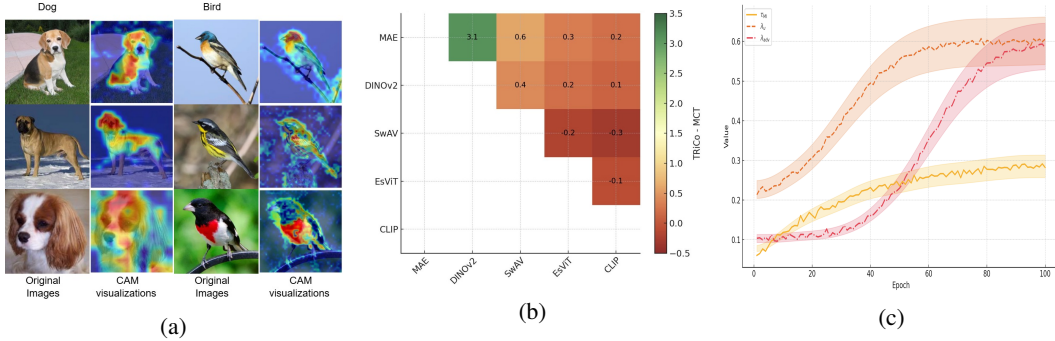 Dog Bird
Original Images CAM visualizations Original Images CAM visualizations
(a)
MAE 3.1 0.6 0.3 0.2
DINOv2 0.4 0.2 0.1
SwAV -0.2 -0.3
EsViT -0.1
CLIP
MAE DINOv2 SwAV EsViT CLIP
3.5
3.0
2.5
2.0
1.5
1.0
0.5
0.0
−0.5
TRiCo - MCT
(b)
τMI
λu
λadv
0.6
0.5
0.4
0.3
0.2
0.1
Value
0 20 40 60 80 100
Epoch
(c)